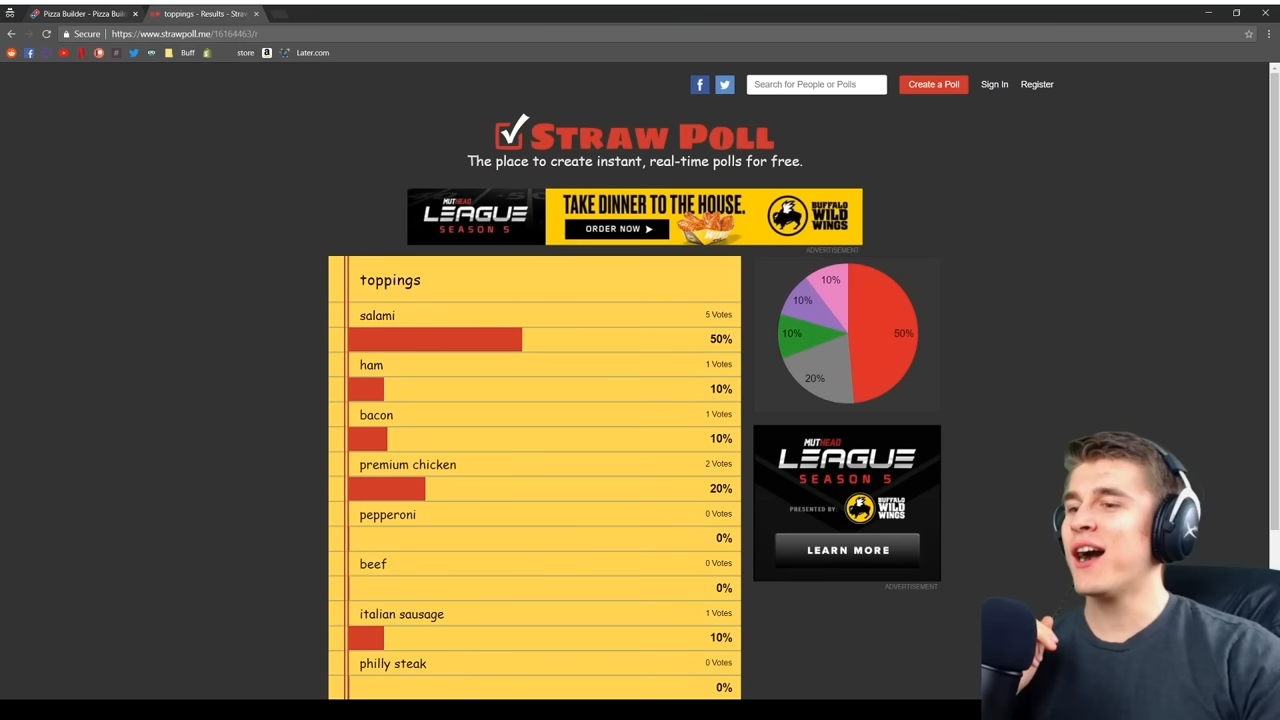 Pizza Builder - Pizza Buil
toppings - Results - Stra
Secure
https://www.strawpoll.me/16164463/r
Buff
store
Later.com
Search for People or Polls
Create a Poll
Sign In
Register
STRAW POLL
The place to create instant, real-time polls for free.
MUTHEAD
LEAGUE
SEASON 5
TAKE DINNER TO THE HOUSE.
ORDER NOW
BUFFALO
WILD
WINGS
ADVERTISEMENT
toppings
salami
5 Votes
50%
ham
1 Votes
10%
bacon
1 Votes
10%
premium chicken
2 Votes
20%
pepperoni
0 Votes
0%
beef
0 Votes
0%
italian sausage
1 Votes
10%
philly steak
0 Votes
0%
10%
10%
10%
50%
20%
MUTHEAD
LEAGUE
SEASON 5
PRESENTED BY:
BUFFALO
WILD
WINGS
LEARN MORE
ADVERTISEMENT